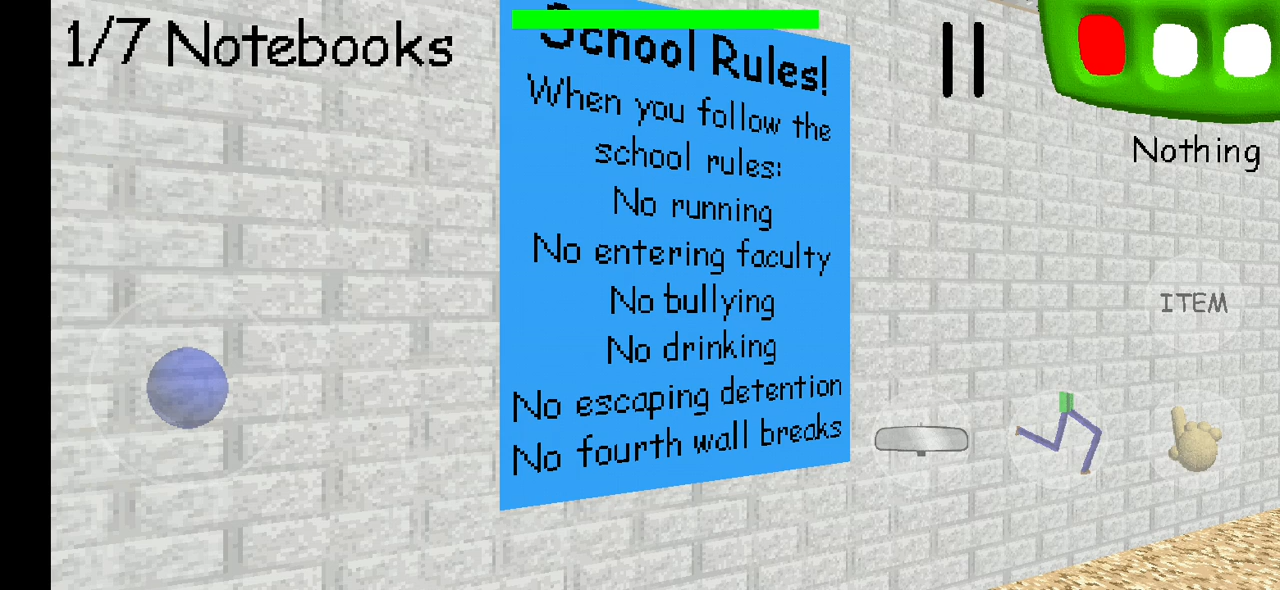 1/7 Notebooks
School Rules!
When you follow the
school rules:
No running
No entering faculty
No bullying
No drinking
No escaping detention
No fourth wall breaks
Nothing
ITEM